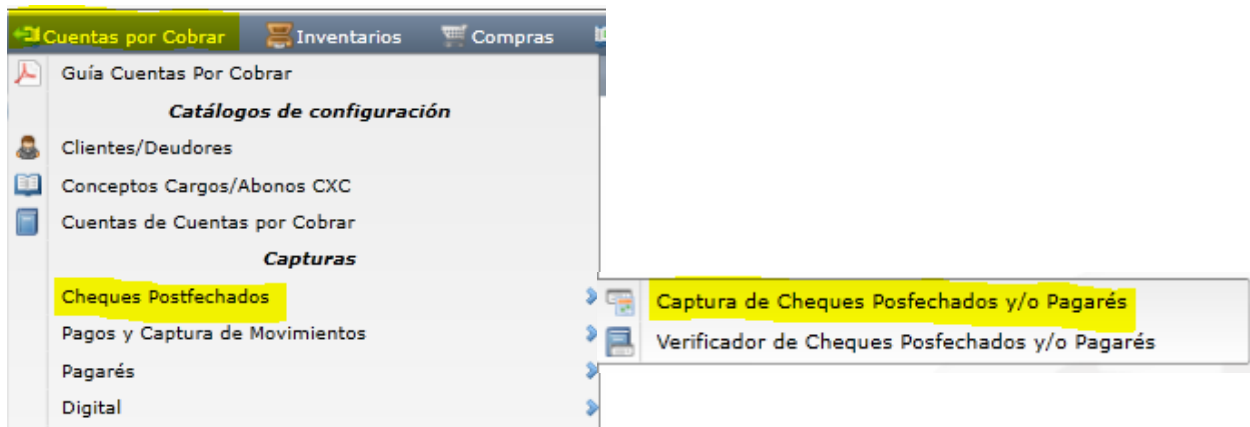 Cuentas por Cobrar Inventarios Compras
Guía Cuentas Por Cobrar
Catálogos de configuración
Clientes/Deudores
Conceptos Cargos/Abonos CXC
Cuentas de Cuentas por Cobrar
Capturas
Cheques Postfechados
Captura de Cheques Posfechados y/o Pagarés
Pagos y Captura de Movimientos
Verificador de Cheques Posfechados y/o Pagarés
Pagarés
Digital